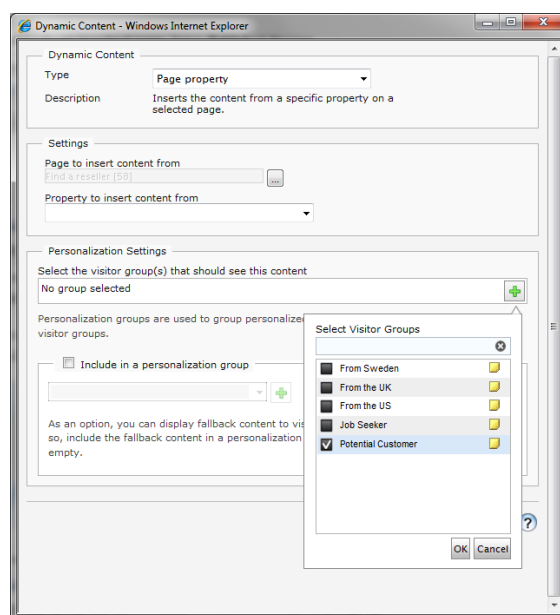 Dynamic Content - Windows Internet Explorer
Dynamic Content
Type
Page property
Description
Inserts the content from a specific property on a
selected page.
Settings
Page to insert content from
Find a reseller [58]
...
Property to insert content from
Personalization Settings
Select the visitor group(s) that should see this content
No group selected
Personalization groups are used to group personalized
visitor groups.
Include in a personalization group
As an option, you can display fallback content to vis
so, include the fallback content in a personalization
empty.
Select Visitor Groups
From Sweden
From the UK
From the US
Job Seeker
Potential Customer
OK
Cancel
?